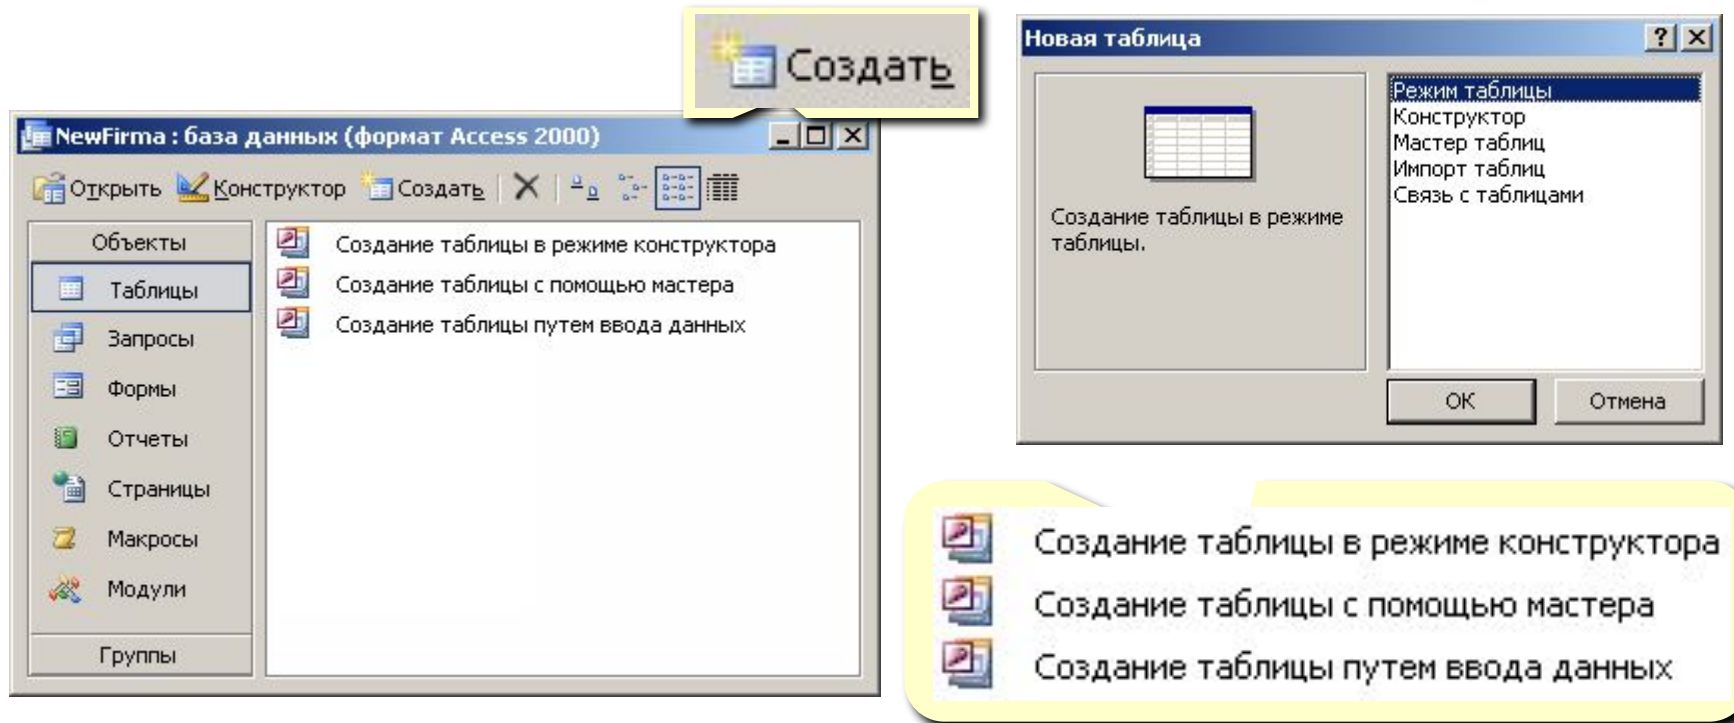 Создать
NewFirma : база данных (формат Access 2000)
Открыть Конструктор Создать
Объекты
Таблицы
Запросы
Формы
Отчеты
Страницы
Макросы
Модули
Группы
Создание таблицы в режиме конструктора
Создание таблицы с помощью мастера
Создание таблицы путем ввода данных
Новая таблица
Создание таблицы в режиме
таблицы.
Режим таблицы
Конструктор
Мастер таблиц
Импорт таблиц
Связь с таблицами
ОК Отмена
Создание таблицы в режиме конструктора
Создание таблицы с помощью мастера
Создание таблицы путем ввода данных